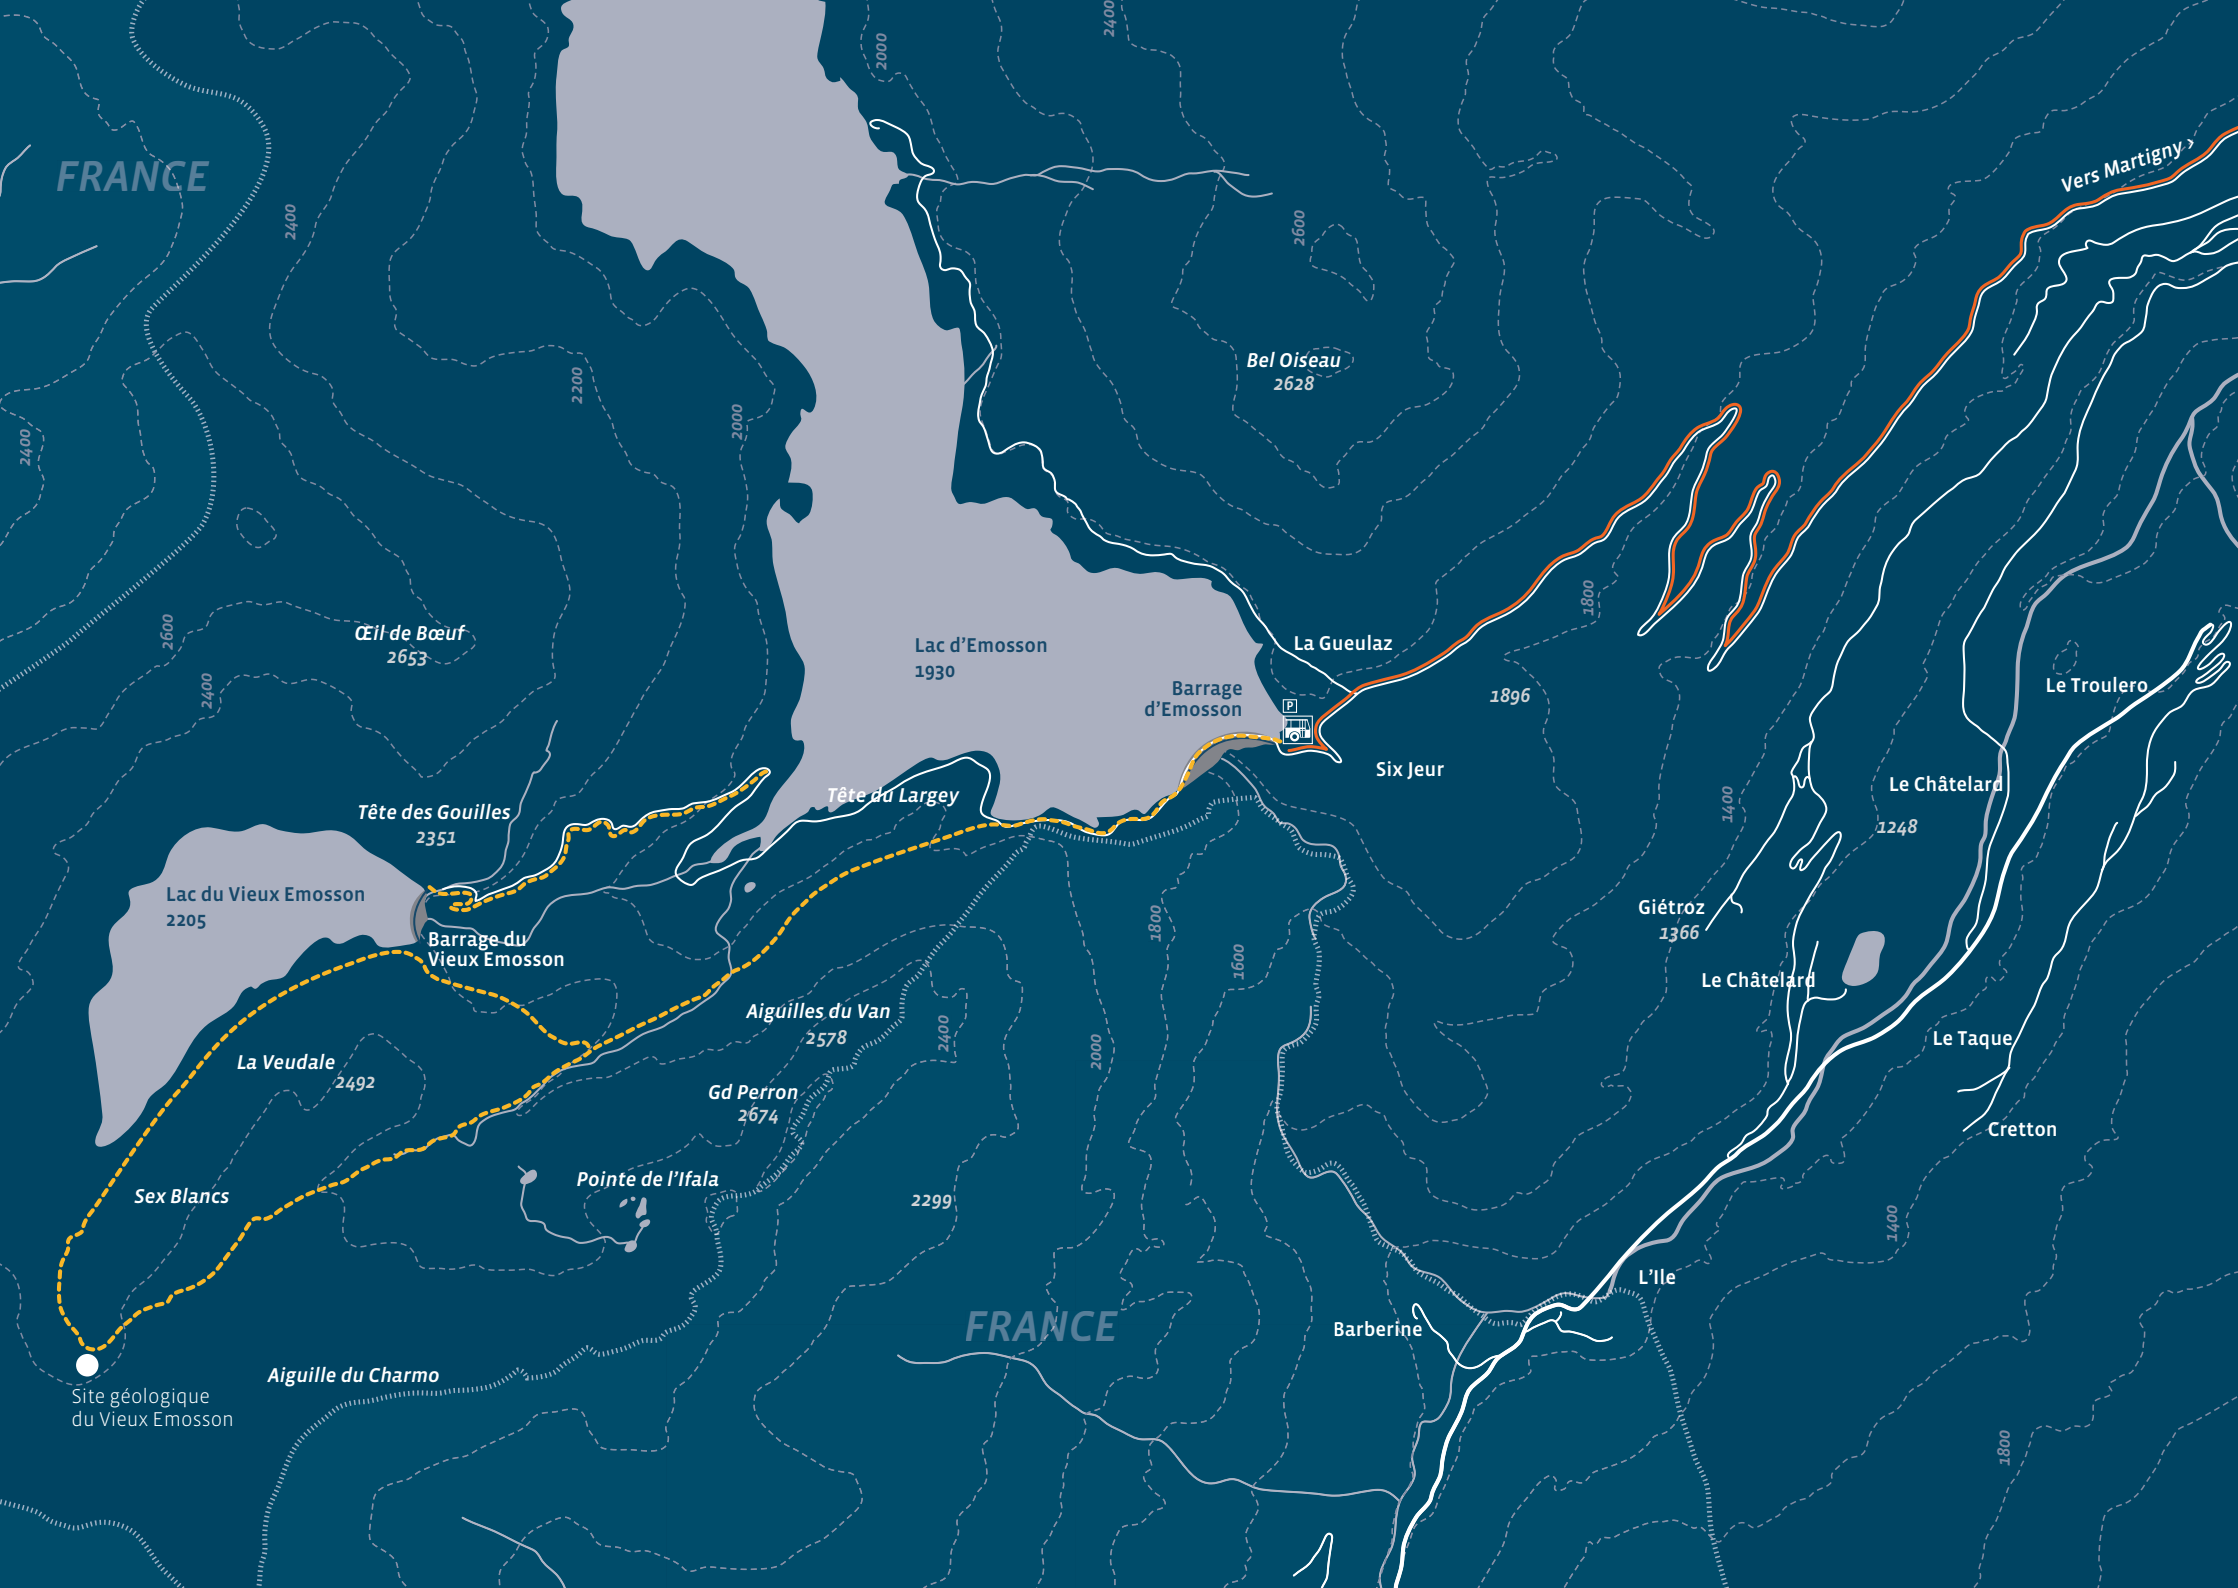 2000
2400
Vers Martigny ›
FRANCE
2400
2600
Bel Oiseau
2628
2200
2000
2400
1800
2600
Œil de Bœuf
2653
2400
Lac d’Emosson
1930
La Gueulaz
Barrage
d’Emosson
P
1896
Le Troulero
Six Jeur
Le Châtelard
1248
1400
Tête du Largey
Tête des Gouilles
2351
Lac du Vieux Emosson
2205
Barrage du
Vieux Emosson
1800
1600
Giétroz
1366
Le Châtelard
Aiguilles du Van
2578
2400
2000
Le Taque
La Veudale
2492
Gd Perron
2674
Cretton
Pointe de l’Ifala
Sex Blancs
2299
1400
L’Ile
FRANCE
Barberine
Aiguille du Charmo
Site géologique
du Vieux Emosson
1800